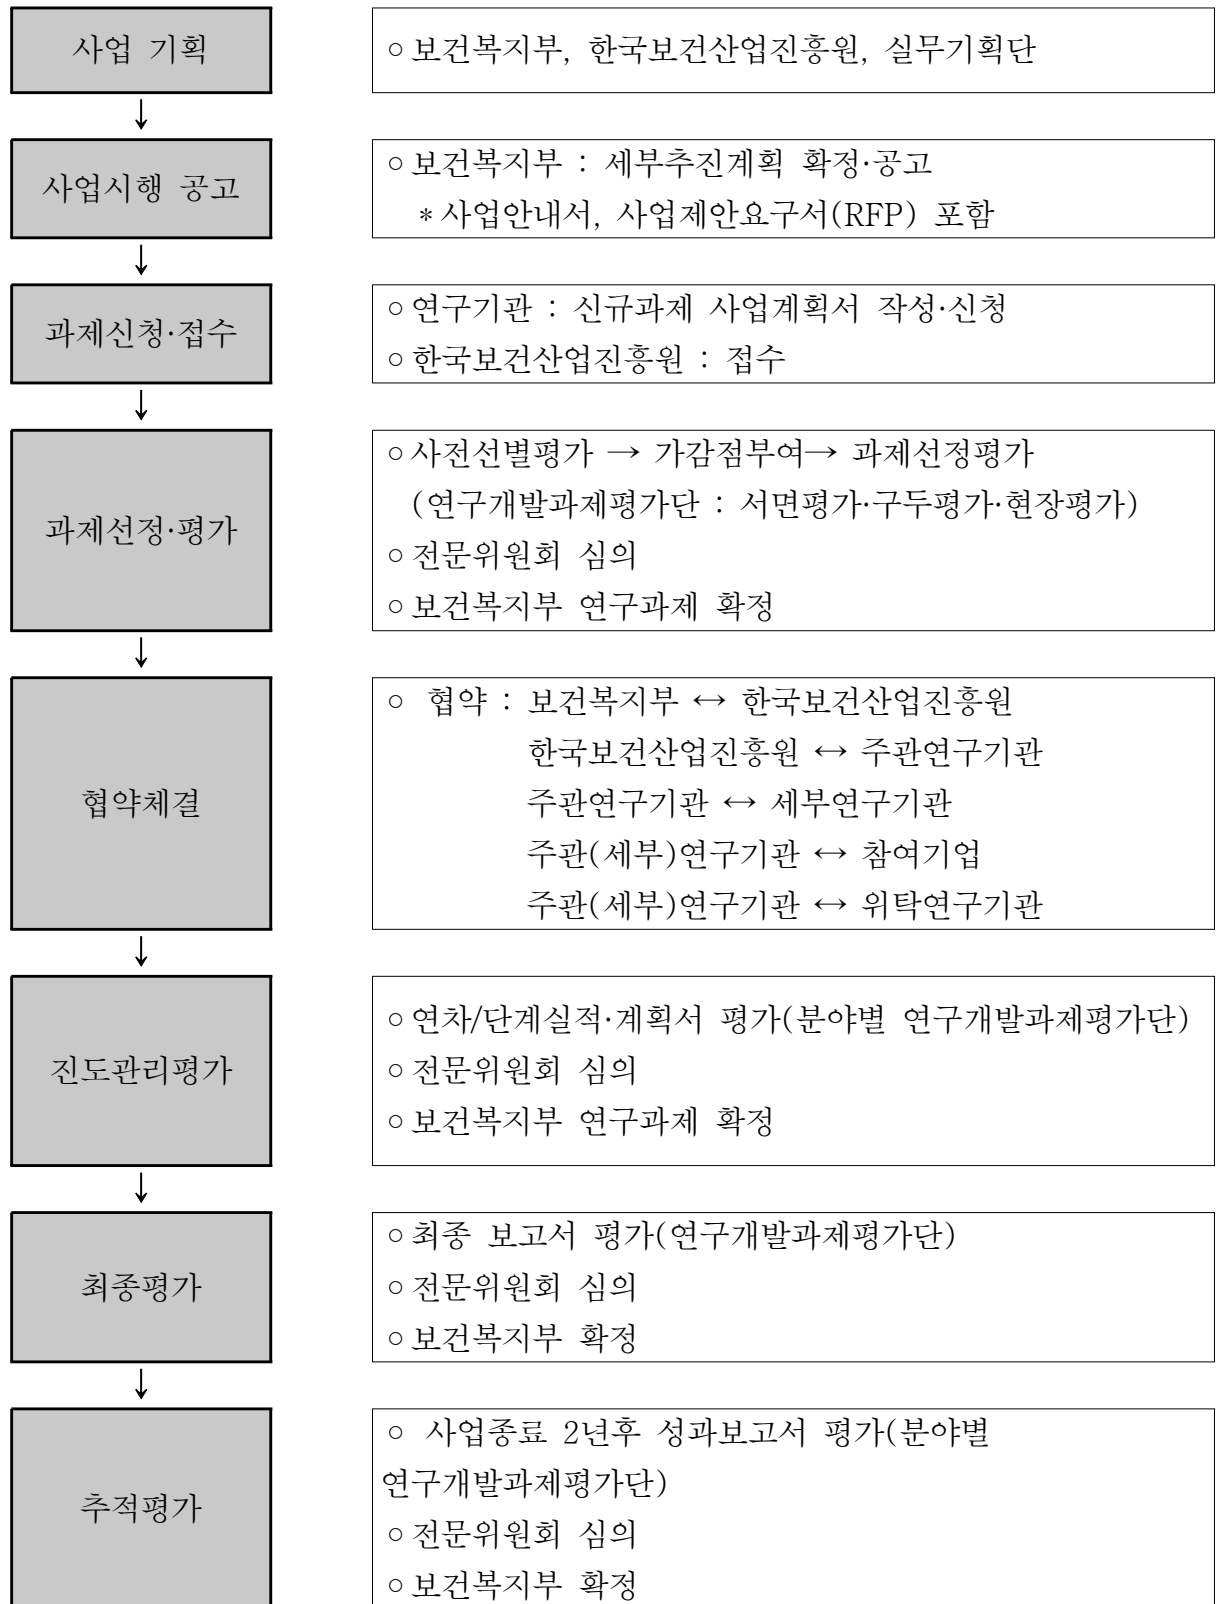 사업 기획
○보건복지부, 한국보건산업진흥원, 실무기획단
↓
사업시행 공고
○보건복지부 : 세부추진계획 확정·공고
*사업안내서, 사업제안요구서(RFP) 포함
↓
과제신청·접수
○연구기관 : 신규과제 사업계획서 작성·신청
○한국보건산업진흥원 : 접수
↓
과제선정·평가
○사전선별평가 → 가감점부여→ 과제선정평가
(연구개발과제평가단 : 서면평가·구두평가·현장평가)
○전문위원회 심의
○보건복지부 연구과제 확정
↓
협약체결
○ 협약 : 보건복지부 ↔ 한국보건산업진흥원
한국보건산업진흥원 ↔ 주관연구기관
주관연구기관 ↔ 세부연구기관
주관(세부)연구기관 ↔ 참여기업
주관(세부)연구기관 ↔ 위탁연구기관
↓
진도관리평가
○연차/단계실적·계획서 평가(분야별 연구개발과제평가단)
○전문위원회 심의
○보건복지부 연구과제 확정
↓
최종평가
○최종 보고서 평가(연구개발과제평가단)
○전문위원회 심의
○보건복지부 확정
↓
추적평가
○ 사업종료 2년후 성과보고서 평가(분야별
연구개발과제평가단)
○전문위원회 심의
○보건복지부 확정